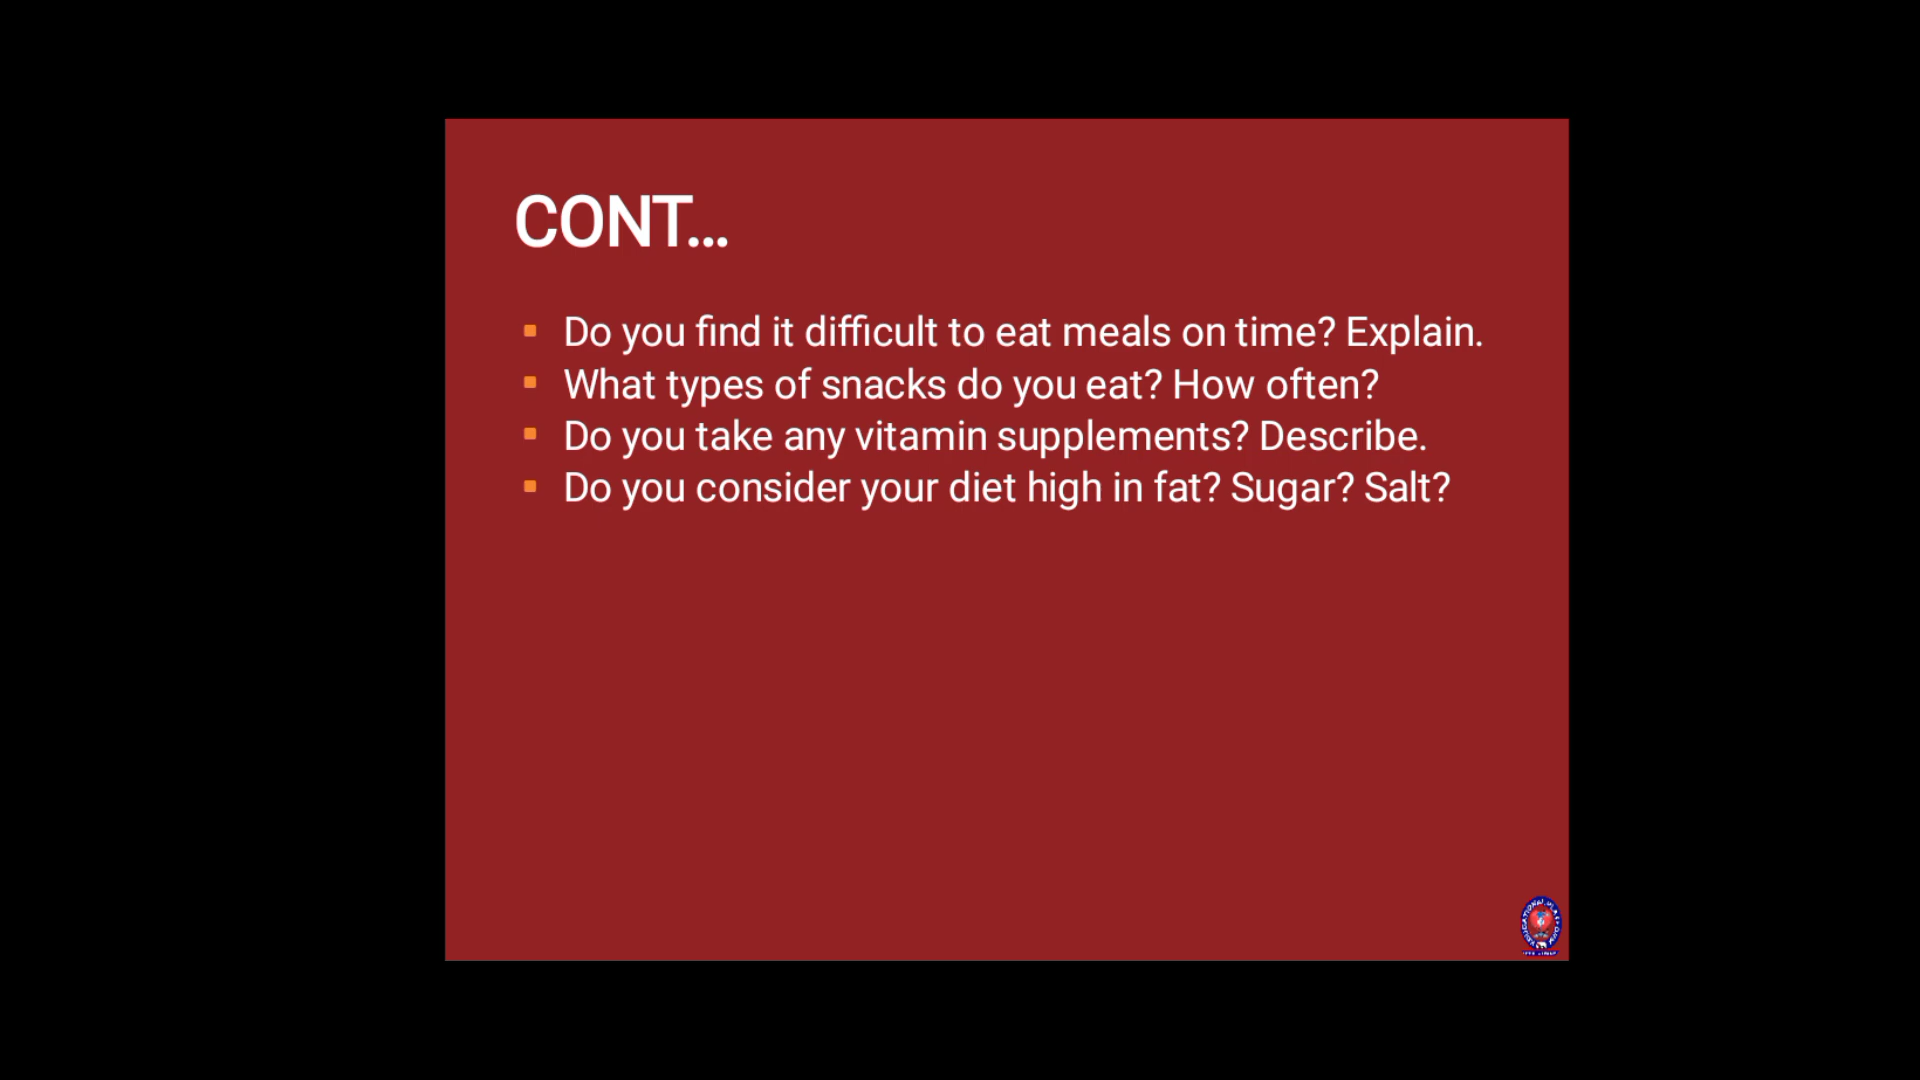 CONT...
Do you find it difficult to eat meals on time? Explain.
What types of snacks do you eat? How often?
Do you take any vitamin supplements? Describe.
Do you consider your diet high in fat? Sugar? Salt?